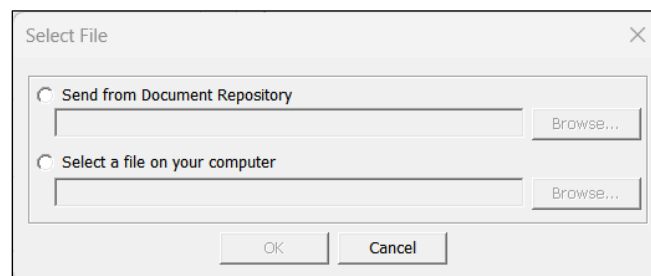 Select File
Send from Document Repository
Browse...
Select a file on your computer
Browse...
OK Cancel